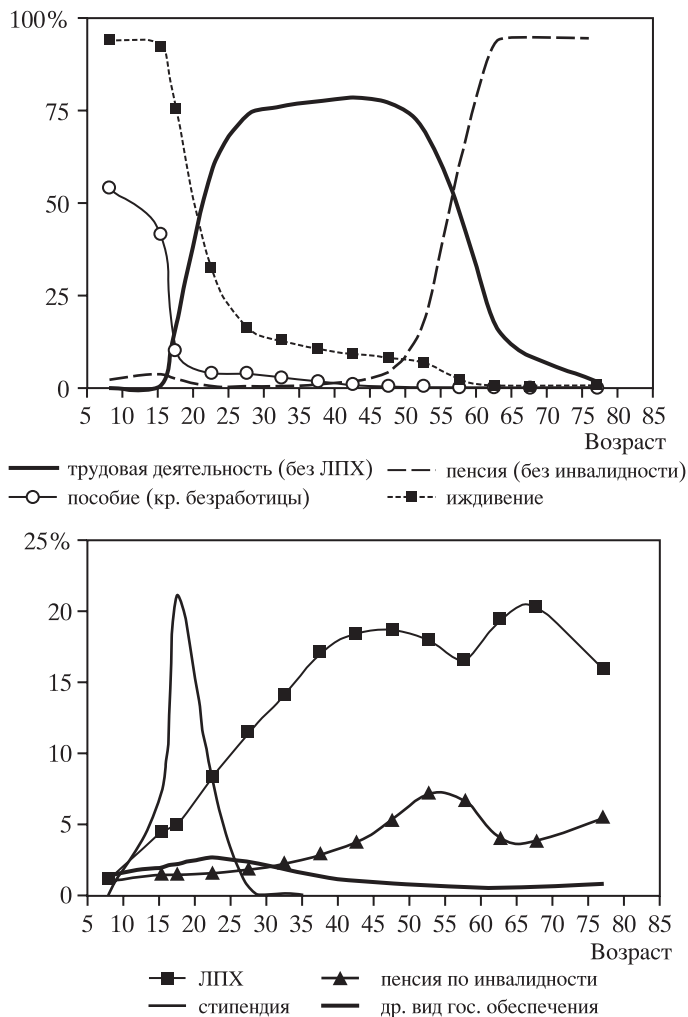 100%
75
50
25
0
5 10 15 20 25 30 35 40 45 50 55 60 65 70 75 80 85
Возраст
трудовая деятельность (без ЛПХ) пенсия (без инвалидности)
пособие (кр. безработицы) иждивение
25%
20
15
10
5
0
5 10 15 20 25 30 35 40 45 50 55 60 65 70 75 80 85
Возраст
ЛПХ пенсия по инвалидности
стипендия др. вид гос. обеспечения